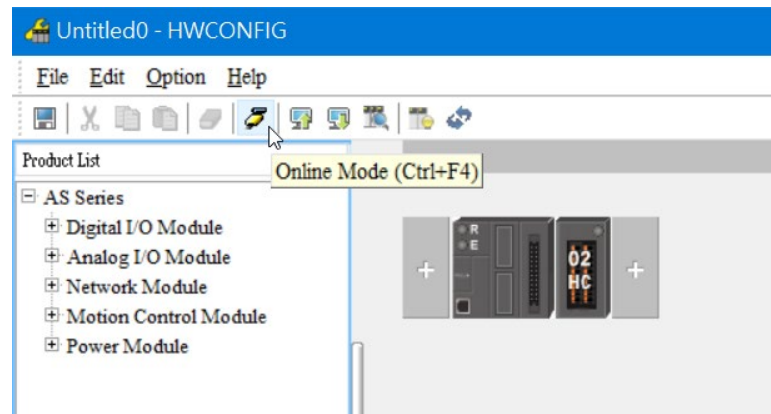 Untitled0 - HWCONFIG
File Edit Option Help
Product List
Online Mode (Ctrl+F4)
AS Series
Digital I/O Module
Analog I/O Module
Network Module
Motion Control Module
Power Module
R
E
02
HC